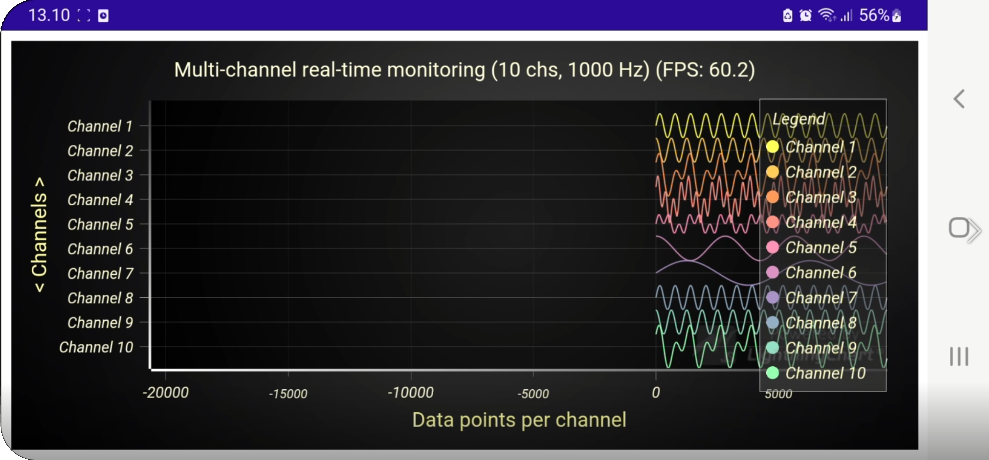 13.10
56%
Multi-channel real-time monitoring (10 chs, 1000 Hz) (FPS: 60.2)
< Channels >
Channel 1
Channel 2
Channel 3
Channel 4
Channel 5
Channel 6
Channel 7
Channel 8
Channel 9
Channel 10
Legend
Channel 1
Channel 2
Channel 3
Channel 4
Channel 5
Channel 6
Channel 7
Channel 8
Channel 9
Channel 10
-20000
-15000
-10000
-5000
0
5000
Data points per channel